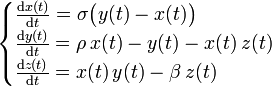 dx(t)/dt = σ(y(t) − x(t))
dy(t)/dt = ρ x(t) − y(t) − x(t) z(t)
dz(t)/dt = x(t) y(t) − β z(t)